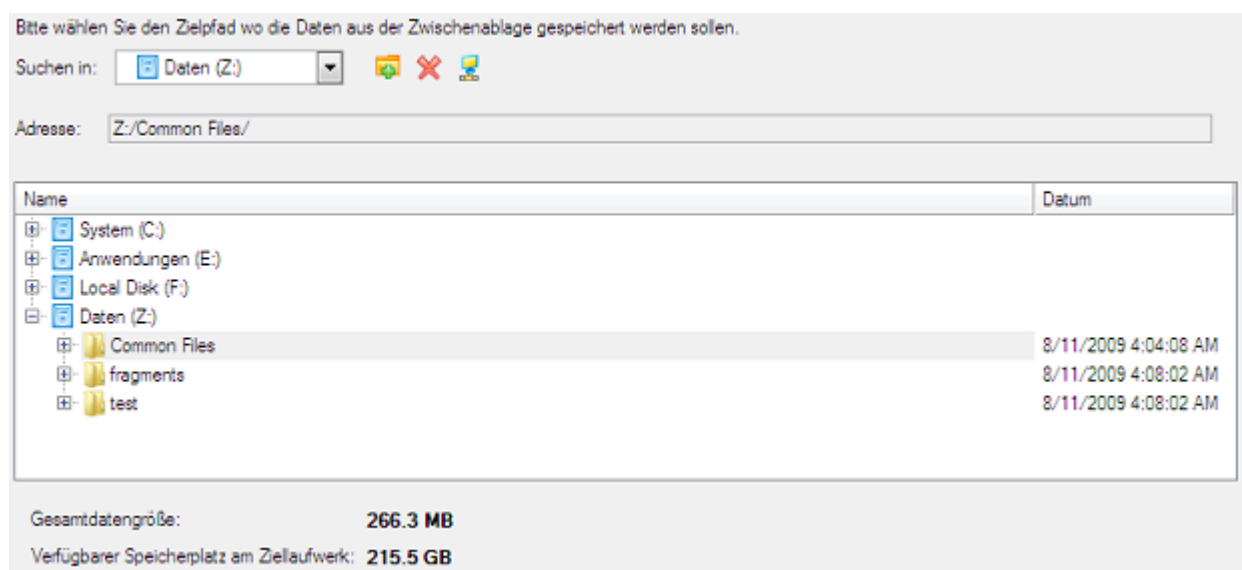 Bitte wählen Sie den Zielpfad wo die Daten aus der Zwischenablage gespeichert werden sollen.
Suchen in: Daten (Z:)
Adresse: Z:/Common Files/
Name Datum
System (C:)
Anwendungen (E:)
Local Disk (F:)
Daten (Z:)
Common Files 8/11/2009 4:04:08 AM
fragments 8/11/2009 4:08:02 AM
test 8/11/2009 4:08:02 AM
Gesamtdatengröße: 266.3 MB
Verfügbarer Speicherplatz am Ziellaufwerk: 215.5 GB